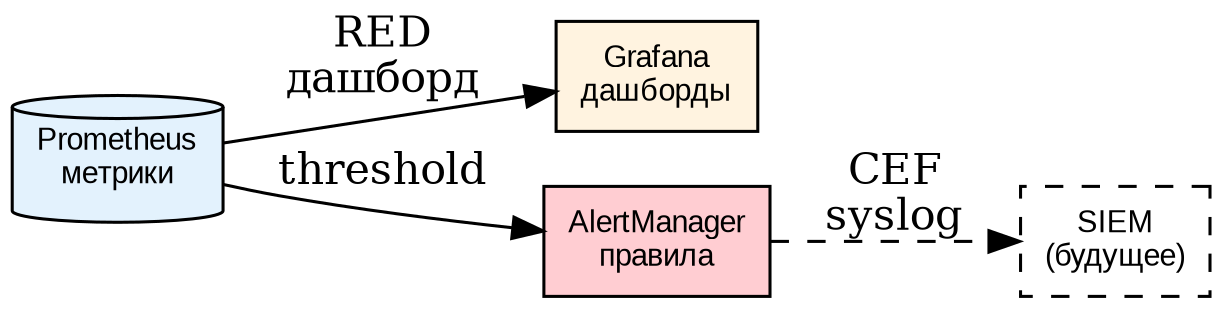 RED
дашборд
Grafana
дашборды
Prometheus
метрики
threshold
AlertManager
правила
CEF
syslog
SIEM
(будущее)